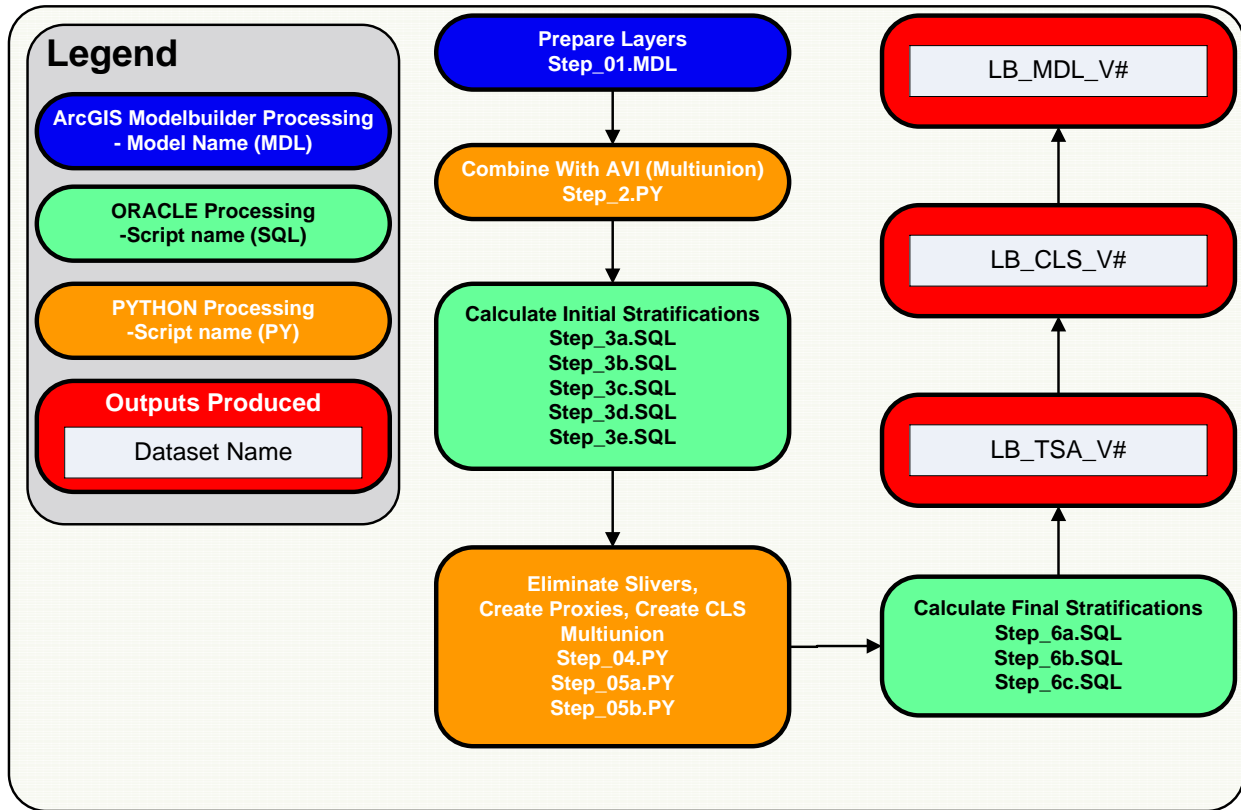 Legend
ArcGIS Modelbuilder Processing
- Model Name (MDL)
ORACLE Processing
-Script name (SQL)
PYTHON Processing
-Script name (PY)
Outputs Produced
Dataset Name
Prepare Layers
Step_01.MDL
Combine With AVI (Multiunion)
Step_2.PY
Calculate Initial Stratifications
Step_3a.SQL
Step_3b.SQL
Step_3c.SQL
Step_3d.SQL
Step_3e.SQL
Eliminate Slivers,
Create Proxies, Create CLS
Multiunion
Step_04.PY
Step_05a.PY
Step_05b.PY
Calculate Final Stratifications
Step_6a.SQL
Step_6b.SQL
Step_6c.SQL
LB_TSA_V#
LB_CLS_V#
LB_MDL_V#